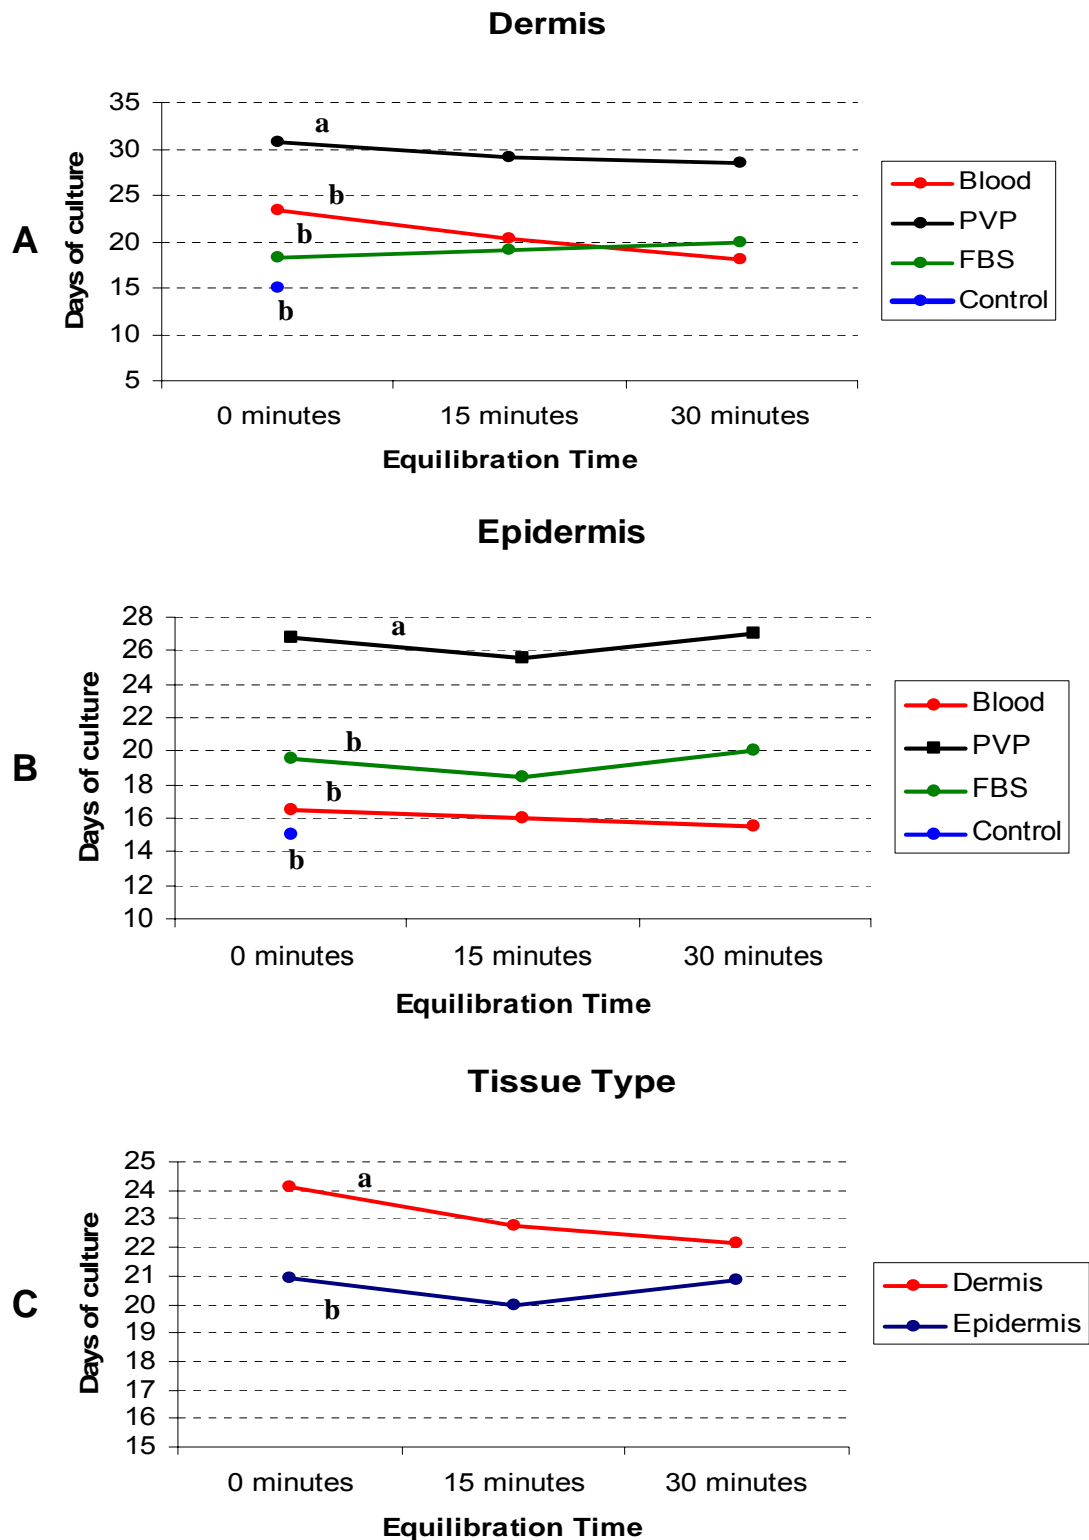 Dermis
35
30
25
20
15
10
5
Days of culture
A
a
b
b
b
0 minutes 15 minutes 30 minutes
Equilibration Time
Blood
PVP
FBS
Control
Epidermis
28
26
24
22
20
18
16
14
12
10
Days of culture
B
a
b
b
b
0 minutes 15 minutes 30 minutes
Equilibration Time
Blood
PVP
FBS
Control
Tissue Type
25
24
23
22
21
20
19
18
17
16
15
Days of culture
C
a
b
0 minutes 15 minutes 30 minutes
Equilibration Time
Dermis
Epidermis